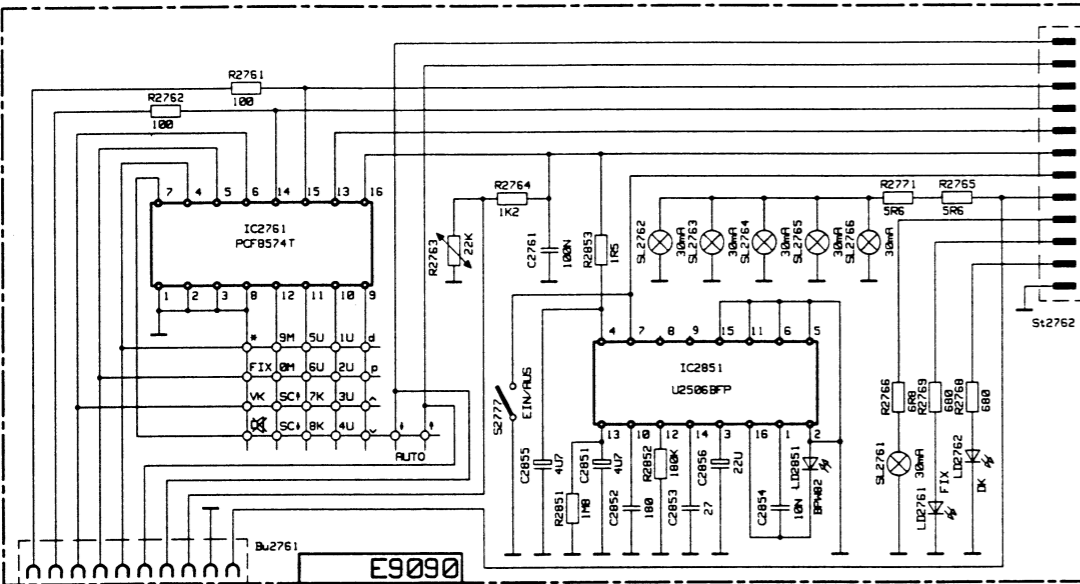 R2761
100
R2762
100
7 4 5 6 14 15 13 16
IC2761
PCF8574T
1 2 3 8 12 11 10 9
R2763
22K
R2764
1K2
C2761
100N
R2853
1R5
SL2762
30mA
SL2763
30mA
SL2764
30mA
SL2765
30mA
SL2766
30mA
R2771
5R6
R2765
5R6
St2762
* 9M 5U 1U d
FIX 0M 6U 2U p
VK SC↑ 7K 3U ^
SC↓ 8K 4U ⌄ ↓ ↑
AUTO
S2777
EIN/AUS
4 7 8 9 15 11 6 5
IC2851
U2506BFP
13 10 12 14 3 16 1 2
C2855
4U7
R2851
1M8
C2851
4U7
C2852
180
R2852
180K
C2853
27
C2856
22U
C2854
10N
LD2851
BPW82
R2766
6R8
R2769
680
R2768
680
SL2761
30mA
LD2761
FIX
LD2762
DK
Bu2761
E9090